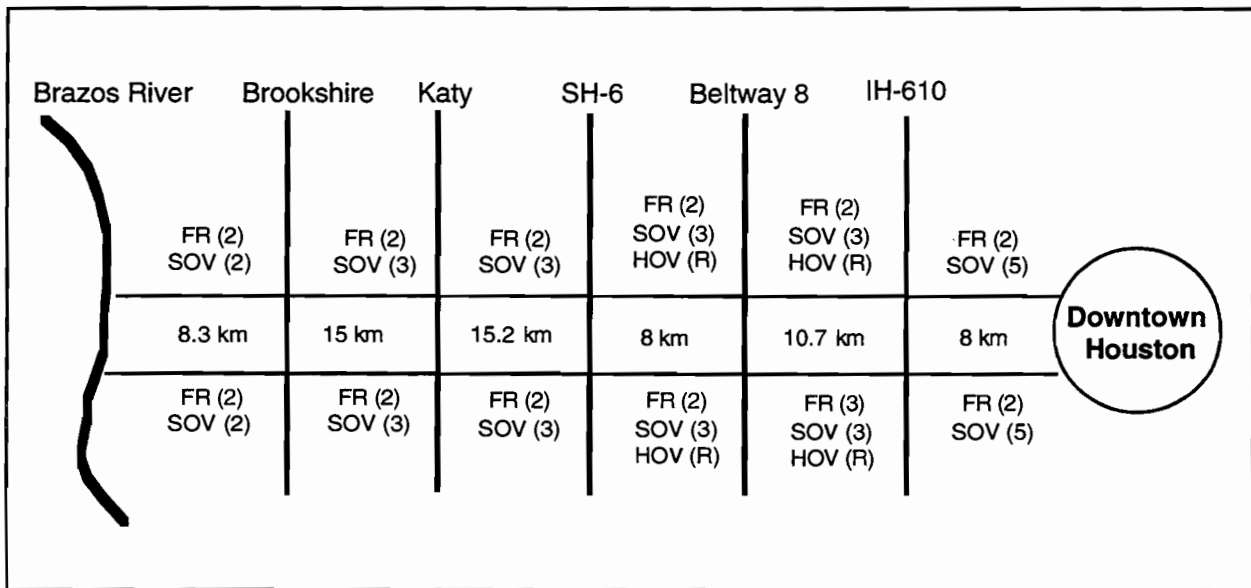 Brazos River
Brookshire
Katy
SH-6
Beltway 8
IH-610
FR (2)
SOV (2)
FR (2)
SOV (3)
FR (2)
SOV (3)
FR (2)
SOV (3)
HOV (R)
FR (2)
SOV (3)
HOV (R)
FR (2)
SOV (5)
8.3 km
15 km
15.2 km
8 km
10.7 km
8 km
Downtown
Houston
FR (2)
SOV (2)
FR (2)
SOV (3)
FR (2)
SOV (3)
FR (2)
SOV (3)
HOV (R)
FR (3)
SOV (3)
HOV (R)
FR (2)
SOV (5)